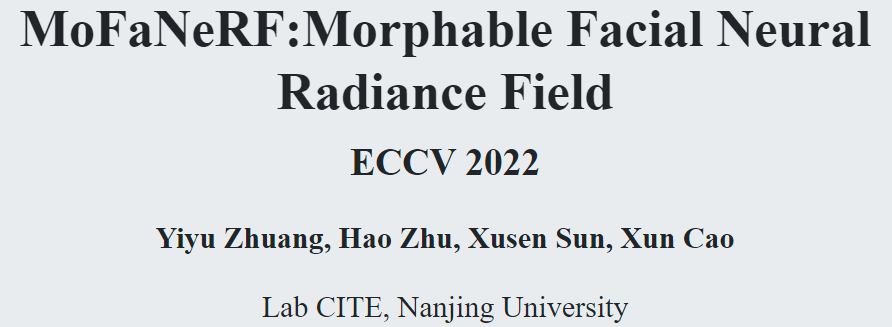 MoFaNeRF:Morphable Facial Neural
Radiance Field
ECCV 2022
Yiyu Zhuang, Hao Zhu, Xusen Sun, Xun Cao
Lab CITE, Nanjing University